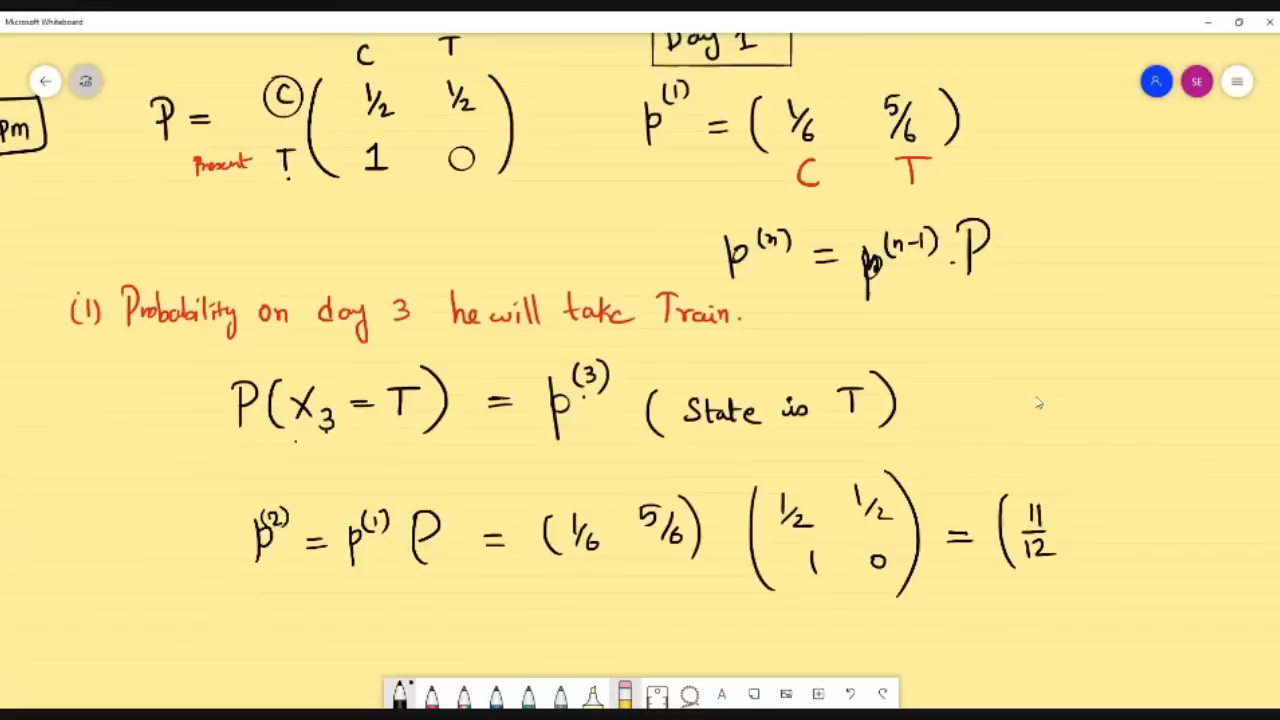 Microsoft Whiteboard
Day 1
C T
P = C ( 1/2 1/2
Present T 1 0 )
p^(1) = ( 1/6 5/6 )
C T
pm
SE
p^(n) = p^(n-1) . P
(1) Probability on day 3 he will take Train.
P( X_3 = T ) = p^(3) ( State is T )
p^(2) = p^(1) P = ( 1/6 5/6 ) ( 1/2 1/2 = ( 11/12
1 0 )
A